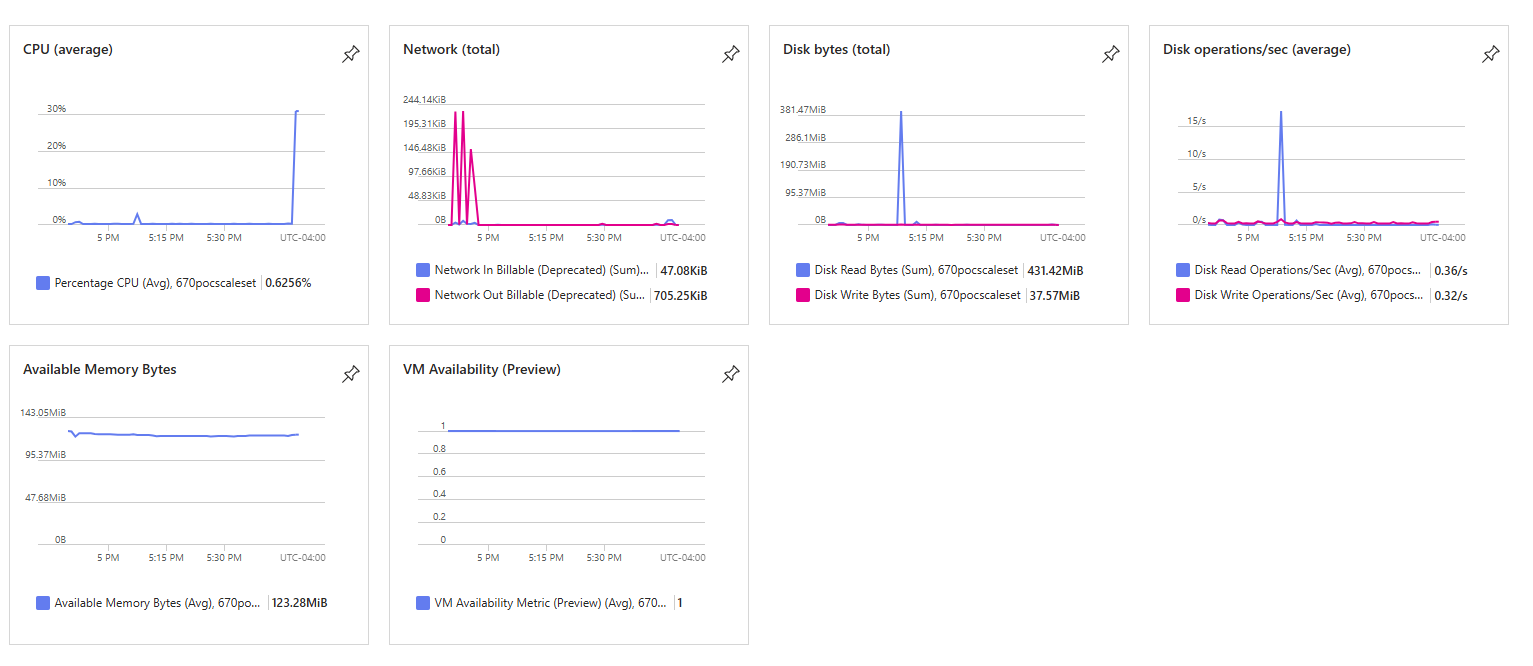 CPU (average)
30%
20%
10%
0%
5 PM 5:15 PM 5:30 PM UTC-04:00
Percentage CPU (Avg), 670pocscaleset 0.6256%
Network (total)
244.14KiB
195.31KiB
146.48KiB
97.66KiB
48.83KiB
0B
5 PM 5:15 PM 5:30 PM UTC-04:00
Network In Billable (Deprecated) (Sum)... 47.08KiB
Network Out Billable (Deprecated) (Su... 705.25KiB
Disk bytes (total)
381.47MiB
286.1MiB
190.73MiB
95.37MiB
0B
5 PM 5:15 PM 5:30 PM UTC-04:00
Disk Read Bytes (Sum), 670pocscaleset 431.42MiB
Disk Write Bytes (Sum), 670pocscaleset 37.57MiB
Disk operations/sec (average)
15/s
10/s
5/s
0/s
5 PM 5:15 PM 5:30 PM UTC-04:00
Disk Read Operations/Sec (Avg), 670pocs... 0.36/s
Disk Write Operations/Sec (Avg), 670pocs... 0.32/s
Available Memory Bytes
143.05MiB
95.37MiB
47.68MiB
0B
5 PM 5:15 PM 5:30 PM UTC-04:00
Available Memory Bytes (Avg), 670po... 123.28MiB
VM Availability (Preview)
1
0.8
0.6
0.4
0.2
0
5 PM 5:15 PM 5:30 PM UTC-04:00
VM Availability Metric (Preview) (Avg), 670... 1